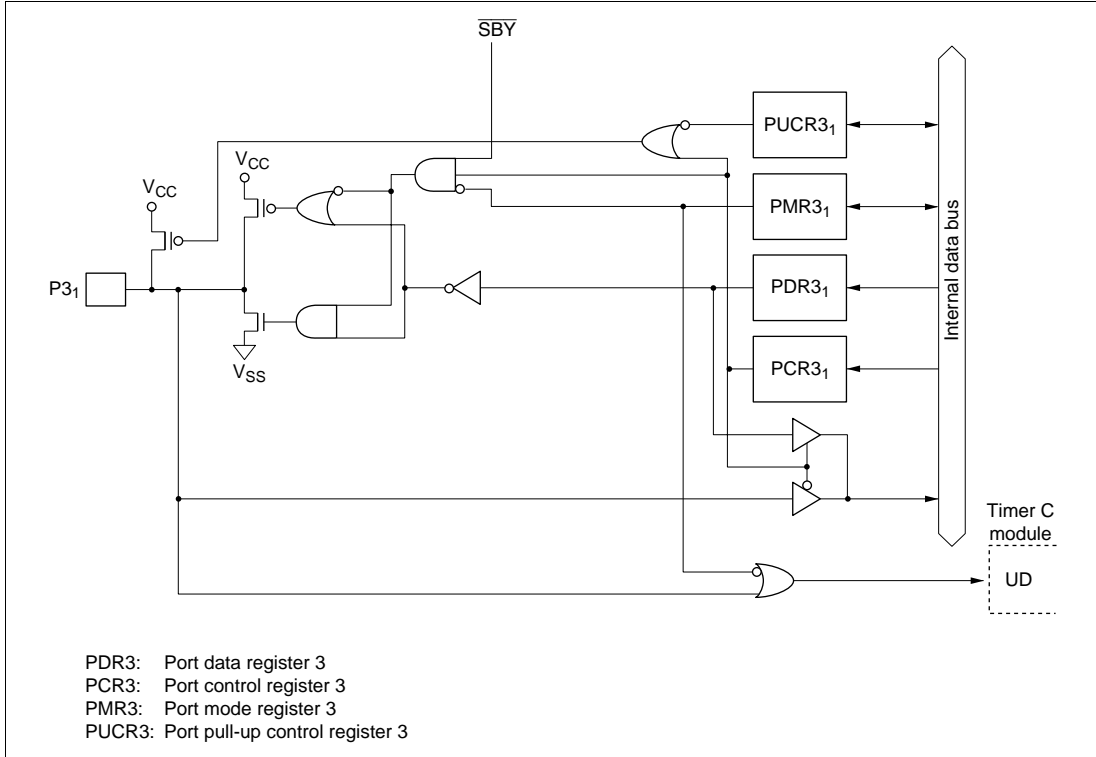 SBY
PUCR3₁
V_CC
V_CC
PMR3₁
P3₁
PDR3₁
Internal data bus
V_SS
PCR3₁
Timer C
module
UD
PDR3: Port data register 3
PCR3: Port control register 3
PMR3: Port mode register 3
PUCR3: Port pull-up control register 3